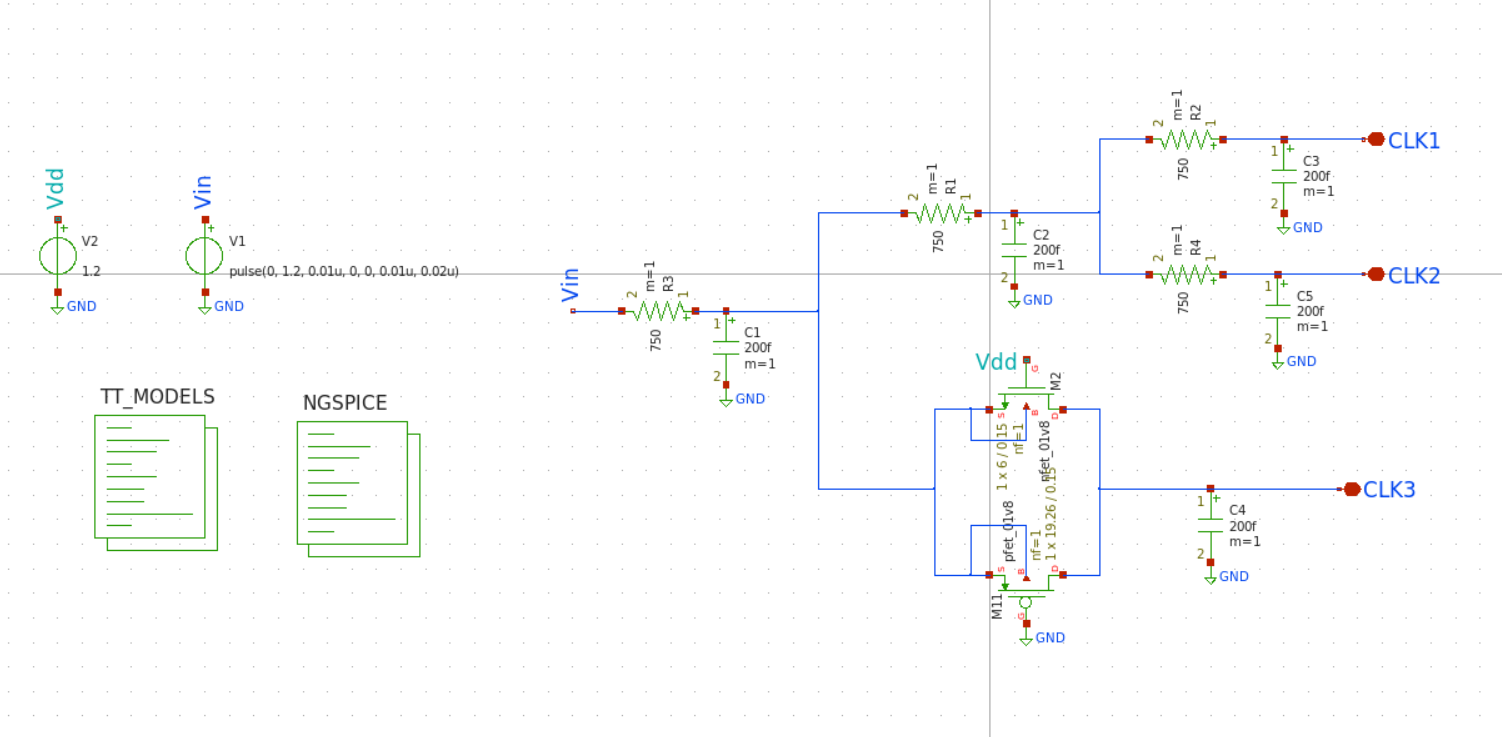 Vdd
V2
1.2
GND
Vin
V1
pulse(0, 1.2, 0.01u, 0, 0, 0.01u, 0.02u)
GND
TT_MODELS
NGSPICE
Vin
2
m=1
R3
1
750
1
C1
200f
m=1
2
GND
2
m=1
R1
1
750
1
C2
200f
m=1
2
GND
2
m=1
R2
1
750
1
C3
200f
m=1
2
GND
CLK1
2
m=1
R4
1
750
1
C5
200f
m=1
2
GND
CLK2
Vdd
G
M2
S
B
D
1 x 6 / 0.15
nf=1
pfet_01v8
pfet_01v8
nf=1
1 x 19.26 / 0.15
S
B
D
M11
G
GND
1
C4
200f
m=1
2
GND
CLK3